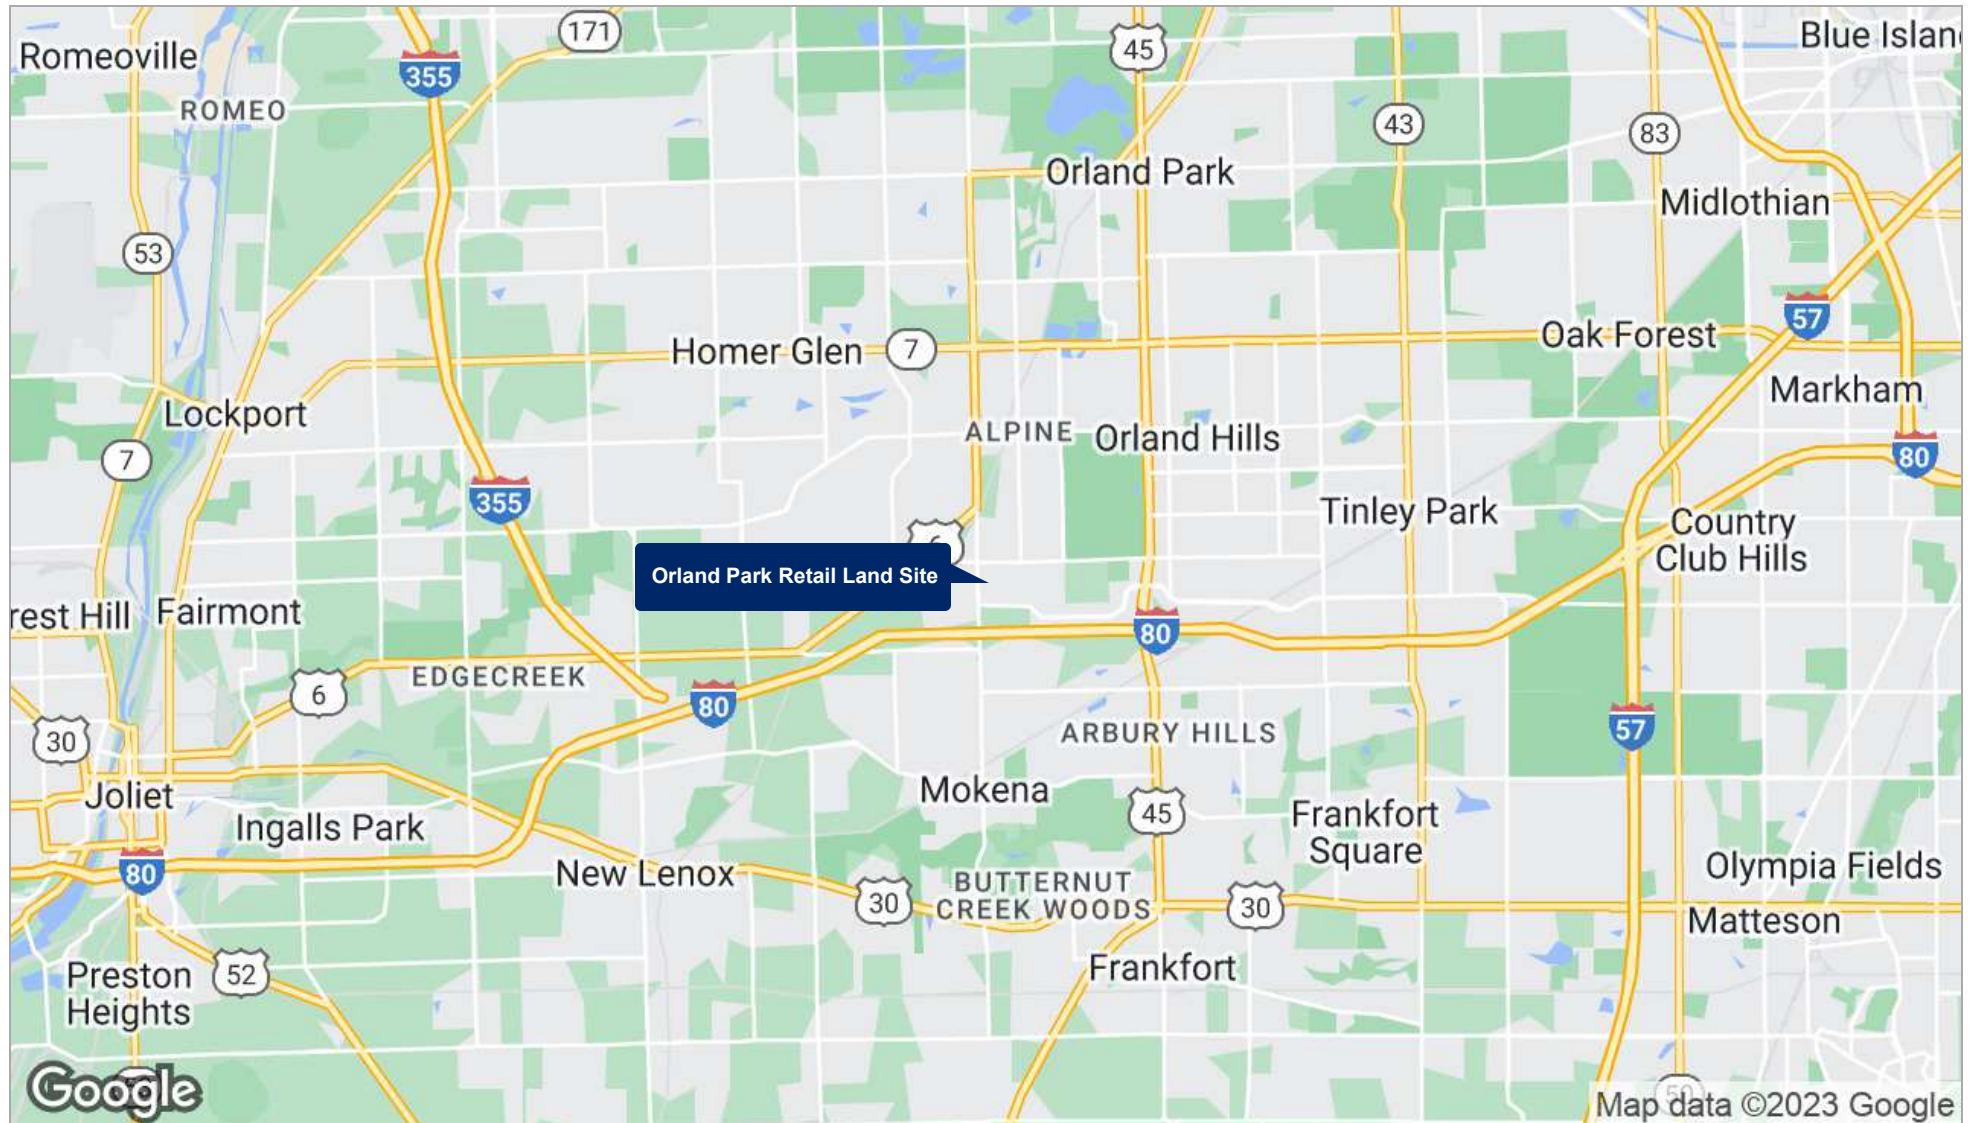 171
45
Blue Islan
Romeoville
355
ROMEO
43
83
Orland Park
Midlothian
53
57
Oak Forest
Homer Glen
7
Markham
Lockport
ALPINE
Orland Hills
7
80
355
Tinley Park
Country
Club Hills
Orland Park Retail Land Site
rest Hill
Fairmont
80
EDGECREEK
6
80
57
30
ARBURY HILLS
Mokena
Joliet
45
Frankfort
Square
Ingalls Park
80
New Lenox
Olympia Fields
30
BUTTERNUT
CREEK WOODS
30
Matteson
Frankfort
Preston
Heights
52
Google
50
Map data ©2023 Google